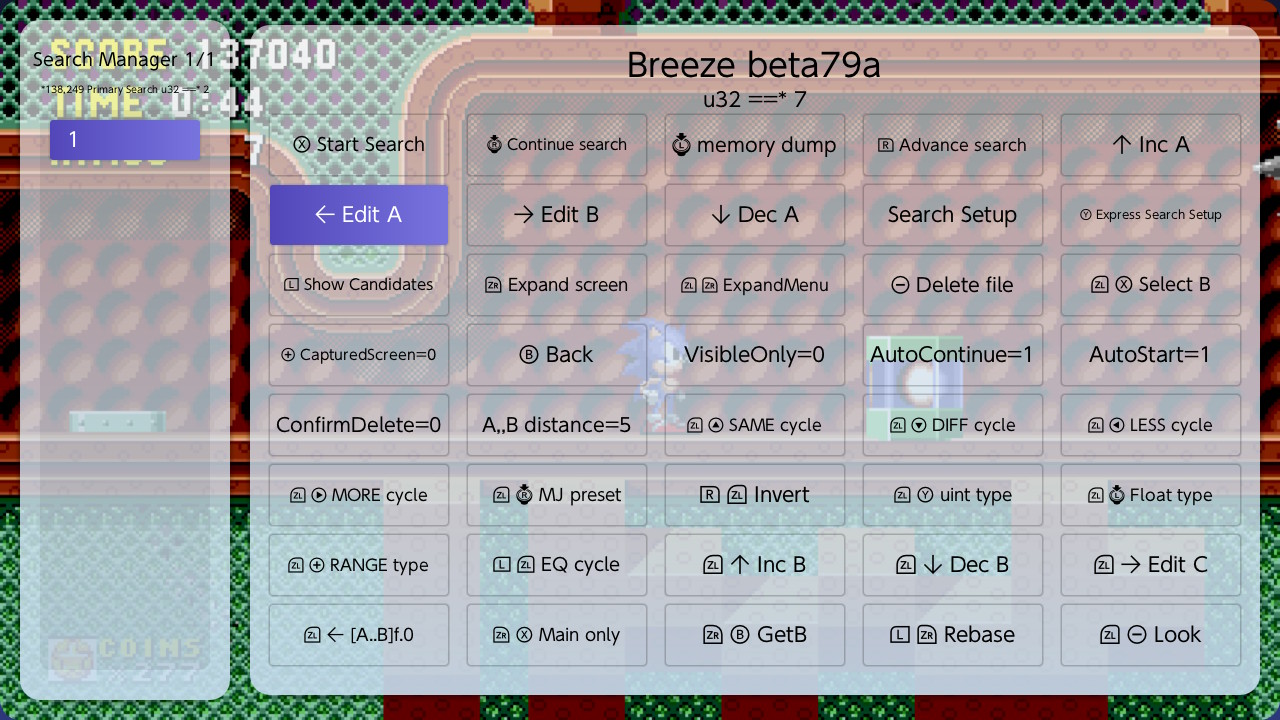 Search Manager 1/1
*138,249 Primary Search u32 ==* 2
1
SCORE 137040
TIME 0:44
7
Breeze beta79a
u32 ==* 7
Start Search
Continue search
memory dump
Advance search
↑ Inc A
← Edit A
→ Edit B
↓ Dec A
Search Setup
Express Search Setup
Show Candidates
Expand screen
ExpandMenu
Delete file
Select B
CapturedScreen=0
Back
VisibleOnly=0
AutoContinue=1
AutoStart=1
ConfirmDelete=0
A,,B distance=5
SAME cycle
DIFF cycle
LESS cycle
MORE cycle
MJ preset
Invert
uint type
Float type
RANGE type
EQ cycle
↑ Inc B
↓ Dec B
→ Edit C
← [A..B]f.0
Main only
GetB
Rebase
Look
COINS
277